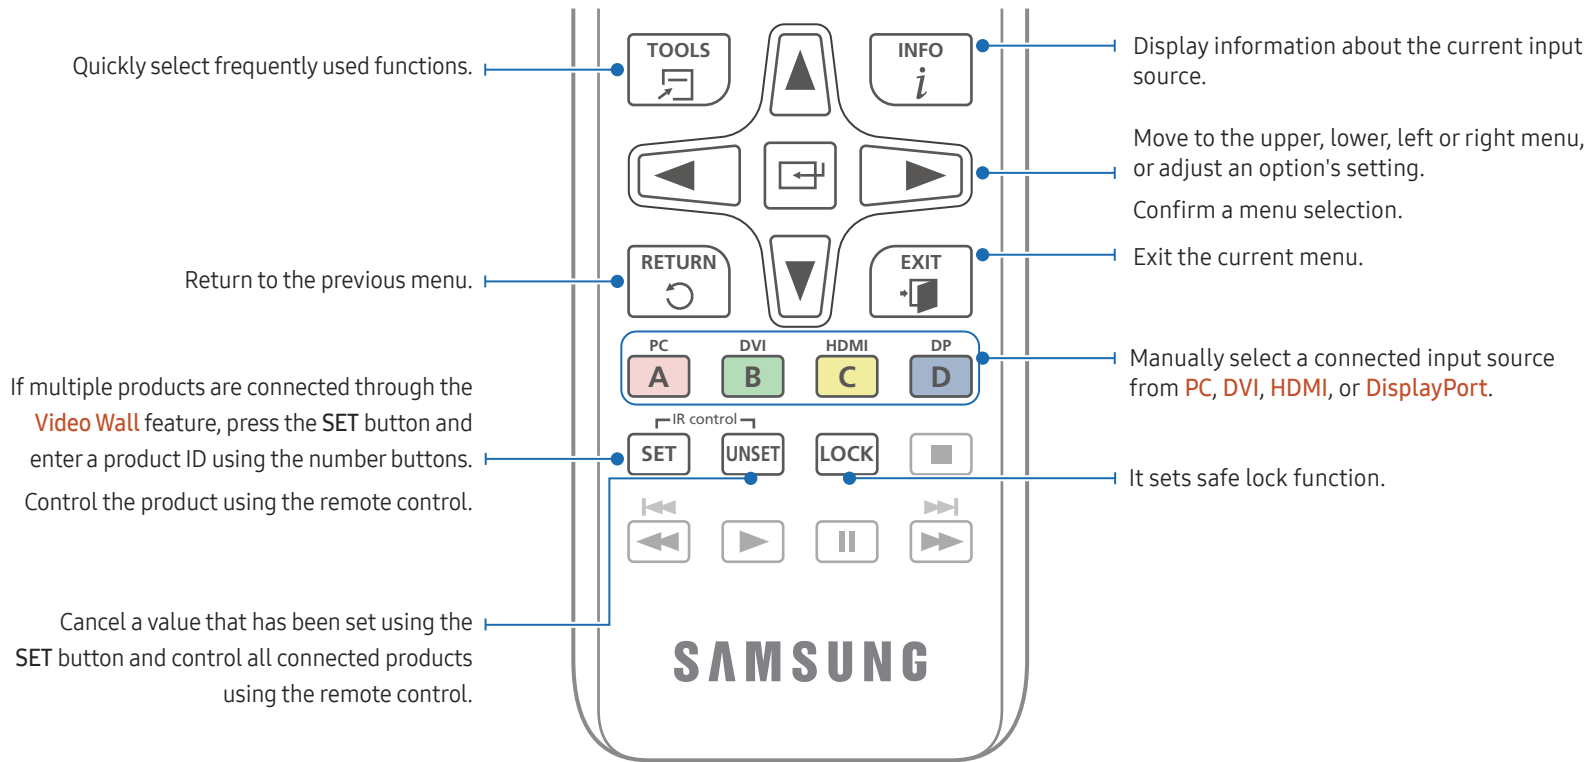 Quickly select frequently used functions.
Return to the previous menu.
If multiple products are connected through the
Video Wall feature, press the SET button and
enter a product ID using the number buttons.
Control the product using the remote control.
Cancel a value that has been set using the
SET button and control all connected products
using the remote control.
TOOLS
INFO
i
RETURN
EXIT
PC
DVI
HDMI
DP
A
B
C
D
IR control
SET
UNSET
LOCK
SAMSUNG
Display information about the current input
source.
Move to the upper, lower, left or right menu,
or adjust an option's setting.
Confirm a menu selection.
Exit the current menu.
Manually select a connected input source
from PC, DVI, HDMI, or DisplayPort.
It sets safe lock function.